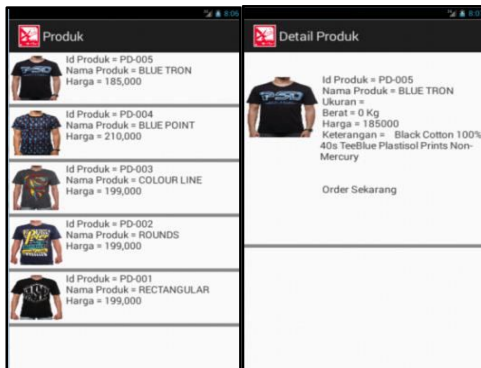 8:06
Produk
Id Produk = PD-005
Nama Produk = BLUE TRON
Harga = 185,000
Id Produk = PD-004
Nama Produk = BLUE POINT
Harga = 210,000
Id Produk = PD-003
Nama Produk = COLOUR LINE
Harga = 199,000
Id Produk = PD-002
Nama Produk = ROUNDS
Harga = 199,000
Id Produk = PD-001
Nama Produk = RECTANGULAR
Harga = 199,000
Detail Produk
Id Produk = PD-005
Nama Produk = BLUE TRON
Ukuran =
Berat = 0 Kg
Harga = 185000
Keterangan = Black Cotton 100%
40s TeeBlue Plastisol Prints Non-
Mercury
Order Sekarang